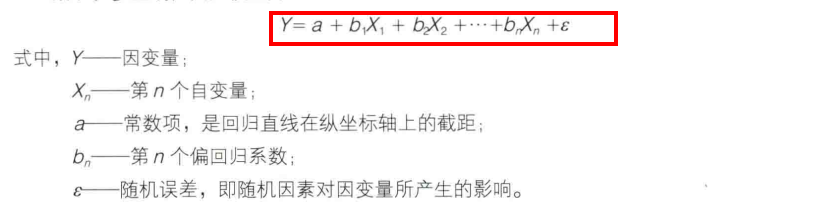 Y= a + b₁X₁ + b₂X₂ +⋯+bₙXₙ +ε
式中，Y——因变量；
Xₙ——第 n 个自变量；
a——常数项，是回归直线在纵坐标轴上的截距；
bₙ——第 n 个偏回归系数；
ε——随机误差，即随机因素对因变量所产生的影响。